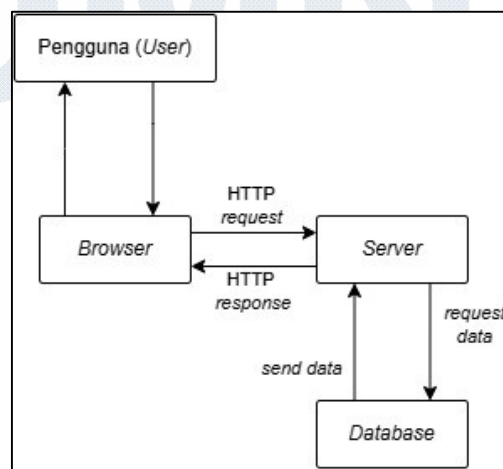 Pengguna (User)
HTTP
request
Browser
Server
HTTP
response
request
data
send data
Database